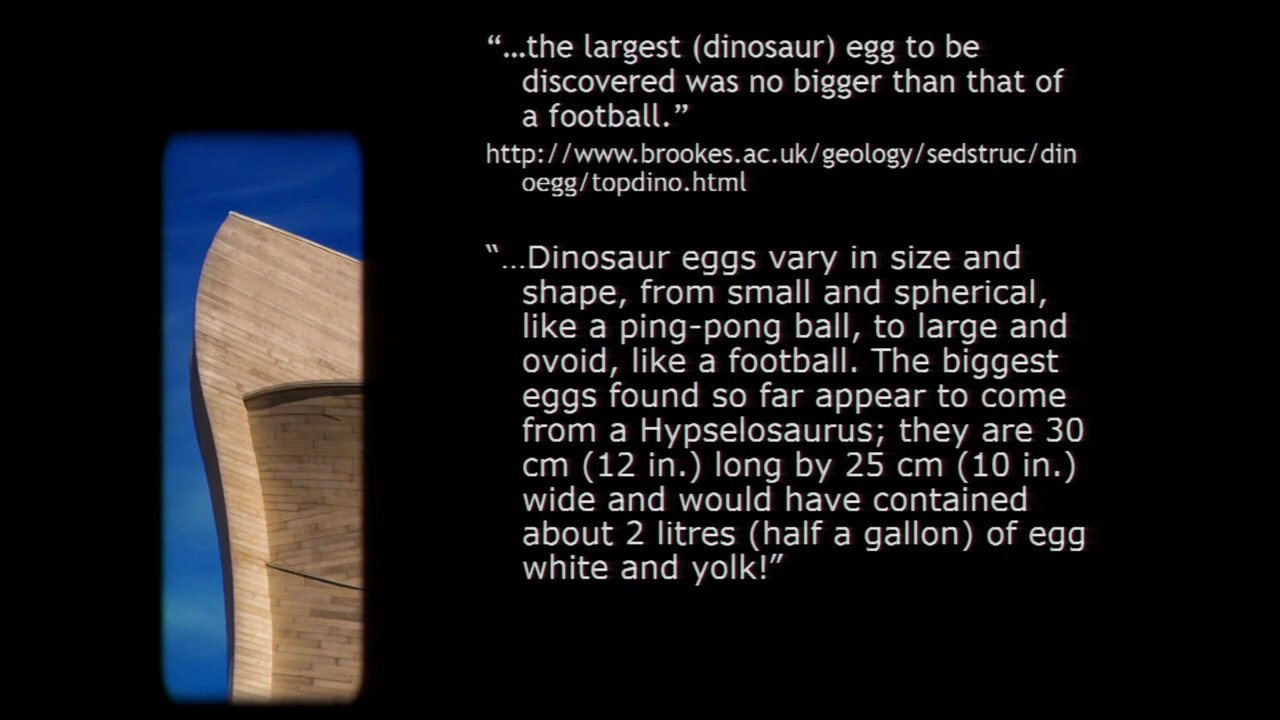 “…the largest (dinosaur) egg to be
discovered was no bigger than that of
a football.”
http://www.brookes.ac.uk/geology/sedstruc/din
oegg/topdino.html
“…Dinosaur eggs vary in size and
shape, from small and spherical,
like a ping-pong ball, to large and
ovoid, like a football. The biggest
eggs found so far appear to come
from a Hypselosaurus; they are 30
cm (12 in.) long by 25 cm (10 in.)
wide and would have contained
about 2 litres (half a gallon) of egg
white and yolk!”